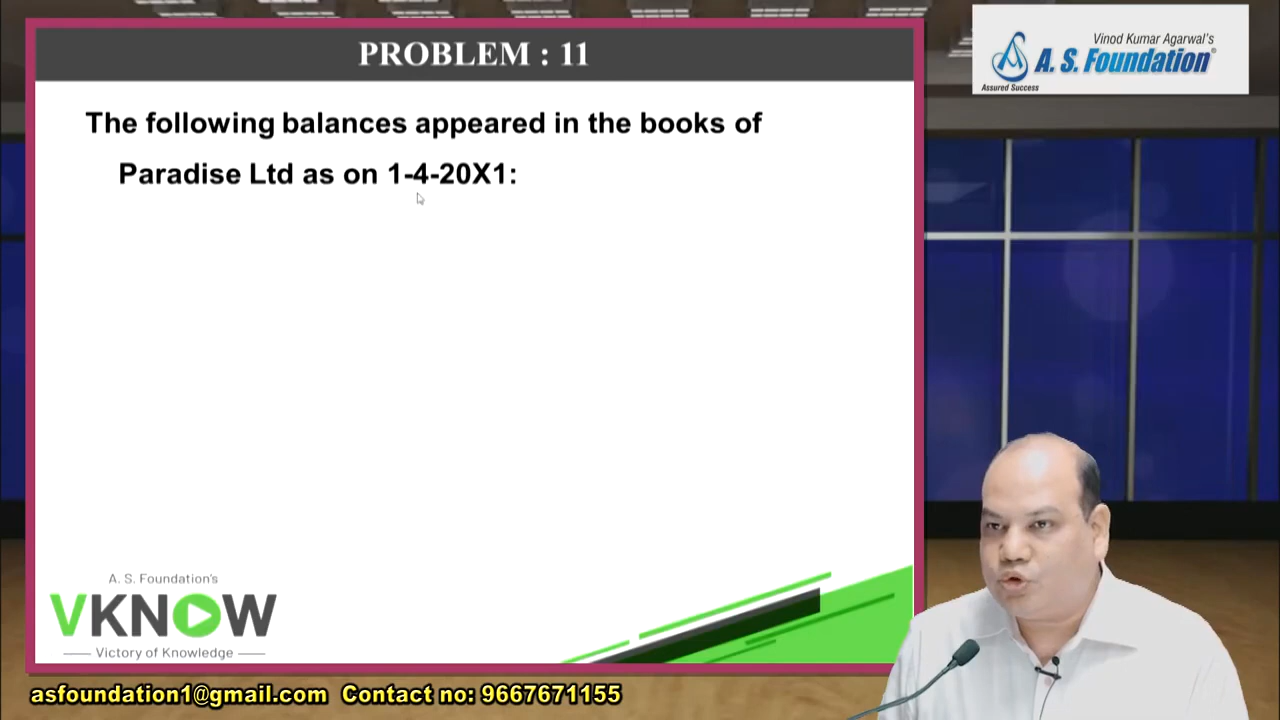 PROBLEM : 11
Vinod Kumar Agarwal's
A. S. Foundation®
Assured Success
The following balances appeared in the books of
Paradise Ltd as on 1-4-20X1:
A. S. Foundation's
VKNOW
Victory of Knowledge
asfoundation1@gmail.com Contact no: 9667671155